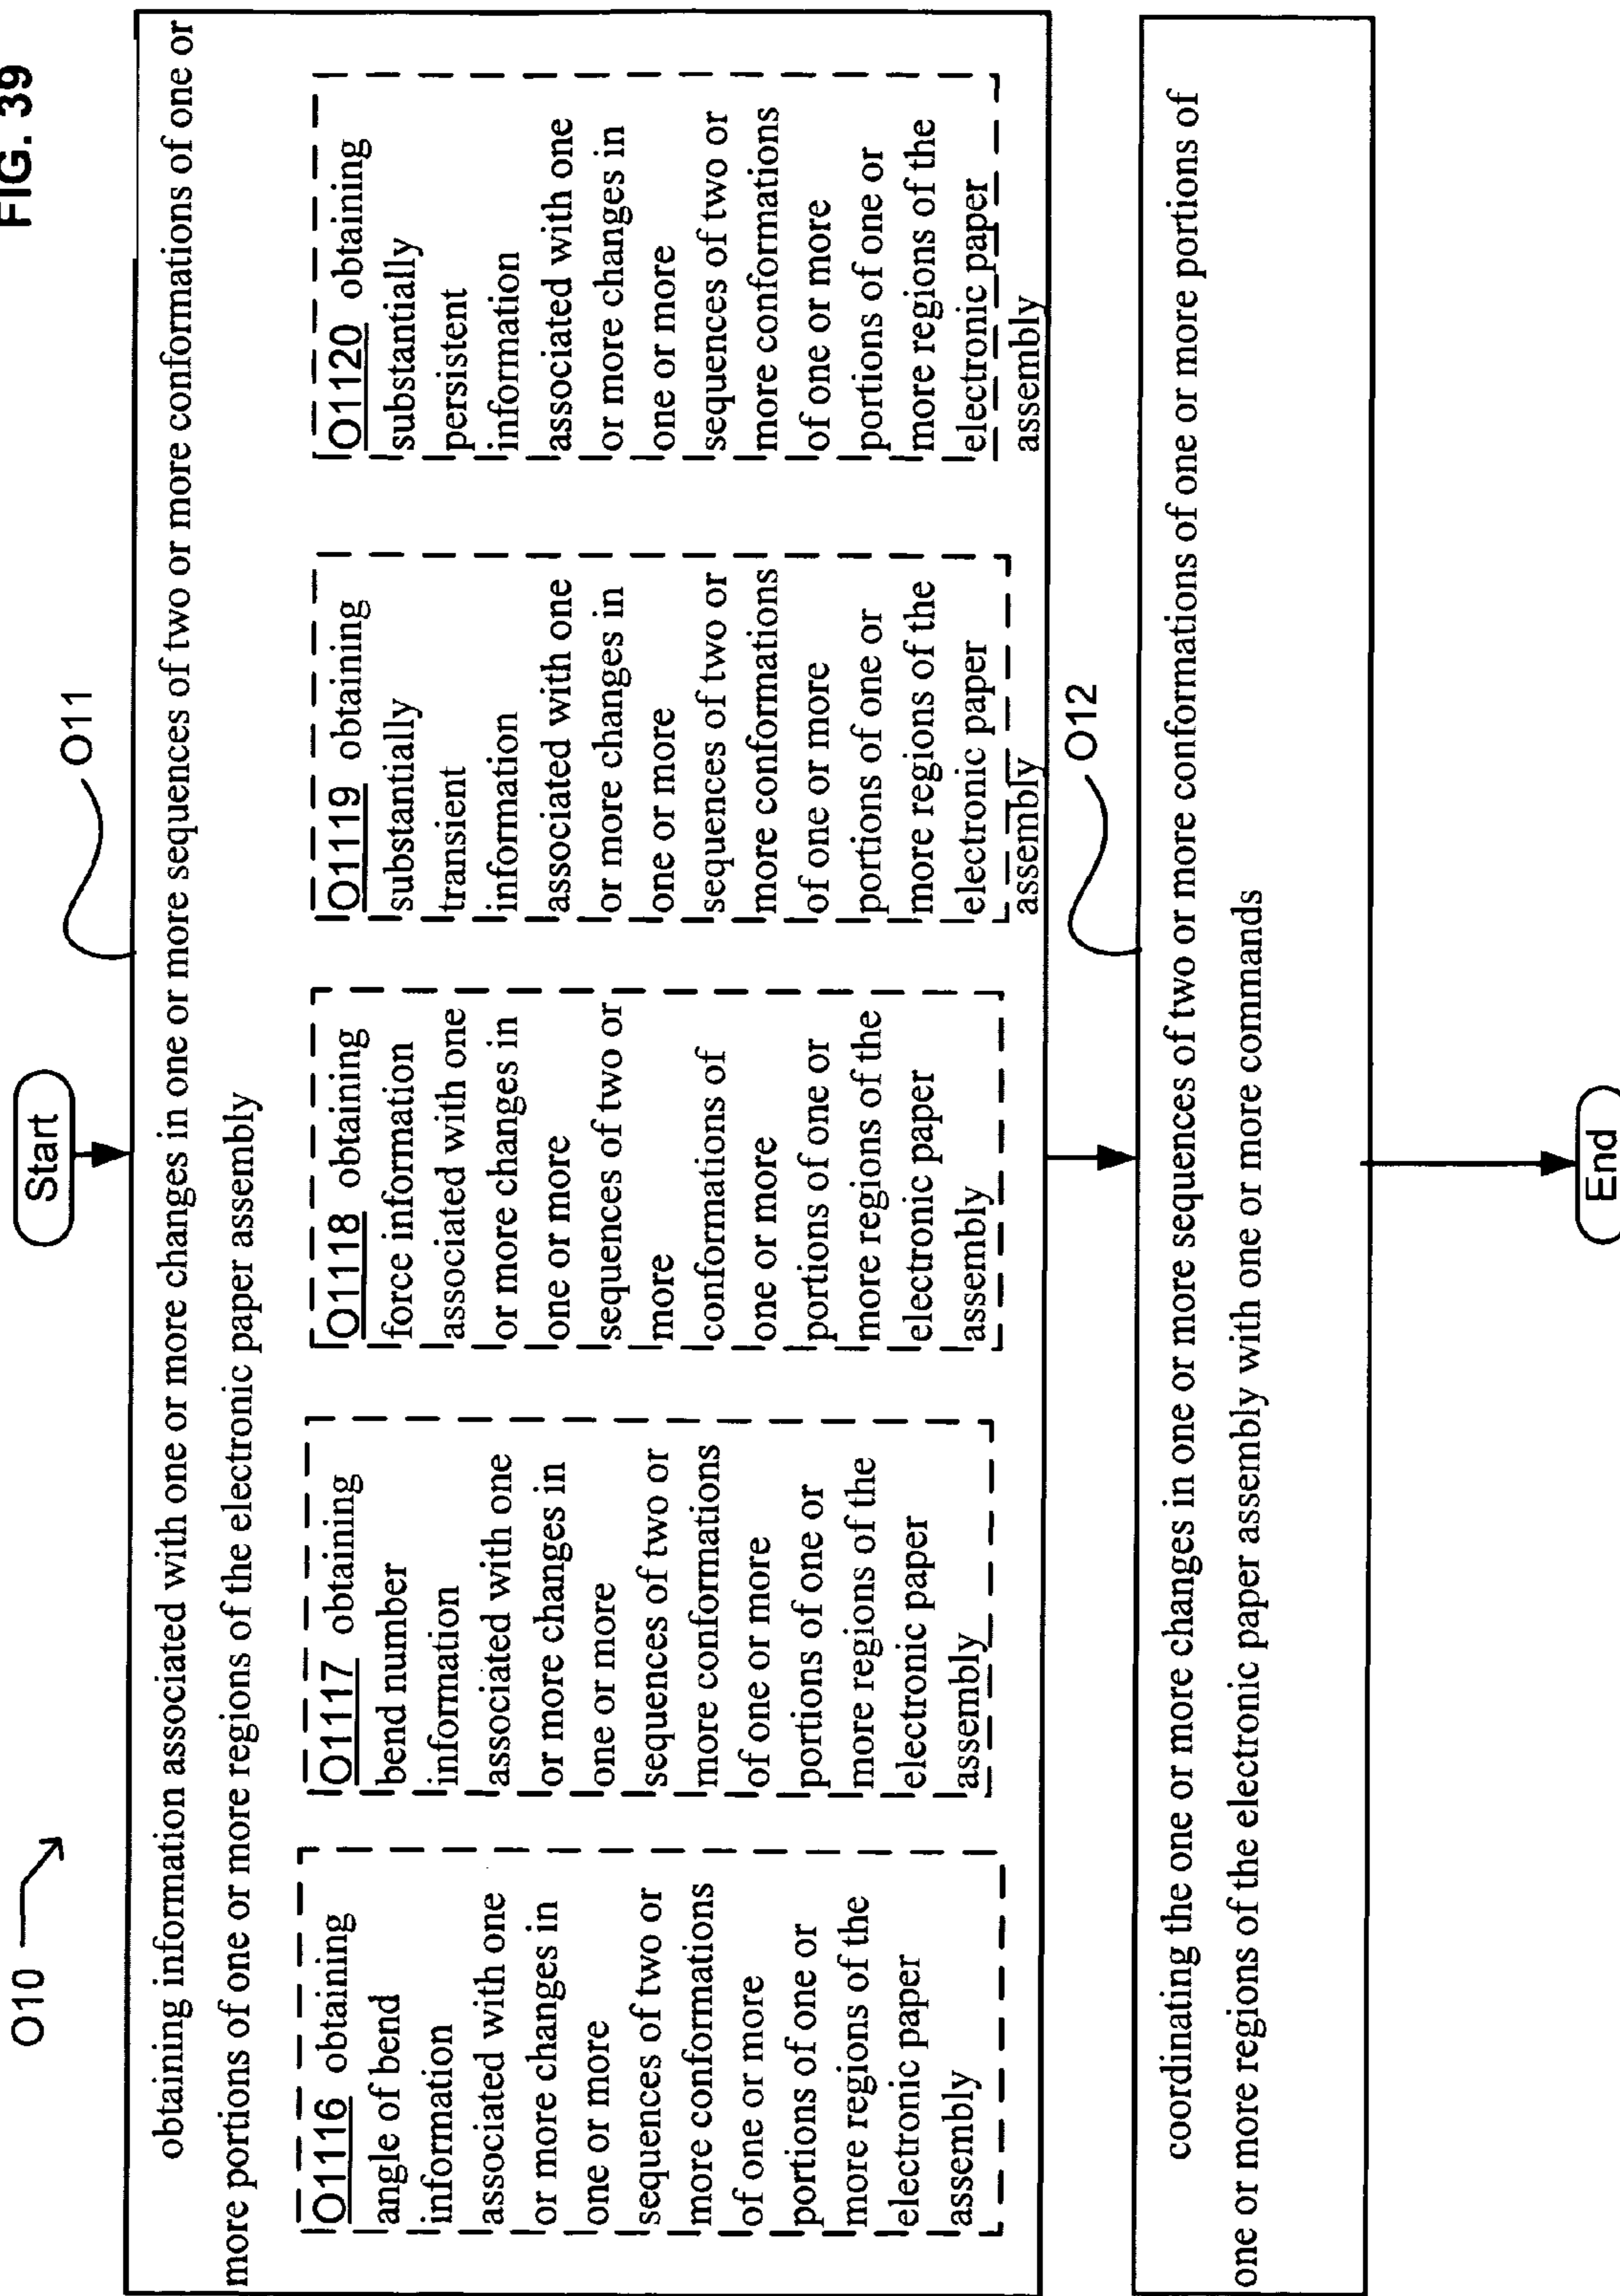 FIG. 39
O10
Start
O11
obtaining information associated with one or more changes in one or more sequences of two or more conformations of one or
more portions of one or more regions of the electronic paper assembly
O1116 obtaining
angle of bend
information
associated with one
or more changes in
one or more
sequences of two or
more conformations
of one or more
portions of one or
more regions of the
electronic paper
assembly
O1117 obtaining
bend number
information
associated with one
or more changes in
one or more
sequences of two or
more conformations
of one or more
portions of one or
more regions of the
electronic paper
assembly
O1118 obtaining
force information
associated with one
or more changes in
one or more
sequences of two or
more
conformations of
one or more
portions of one or
more regions of the
electronic paper
assembly
O1119 obtaining
substantially
transient
information
associated with one
or more changes in
one or more
sequences of two or
more conformations
of one or more
portions of one or
more regions of the
electronic paper
assembly
O1120 obtaining
substantially
persistent
information
associated with one
or more changes in
one or more
sequences of two or
more conformations
of one or more
portions of one or
more regions of the
electronic paper
assembly
O12
coordinating the one or more changes in one or more sequences of two or more conformations of one or more portions of
one or more regions of the electronic paper assembly with one or more commands
End